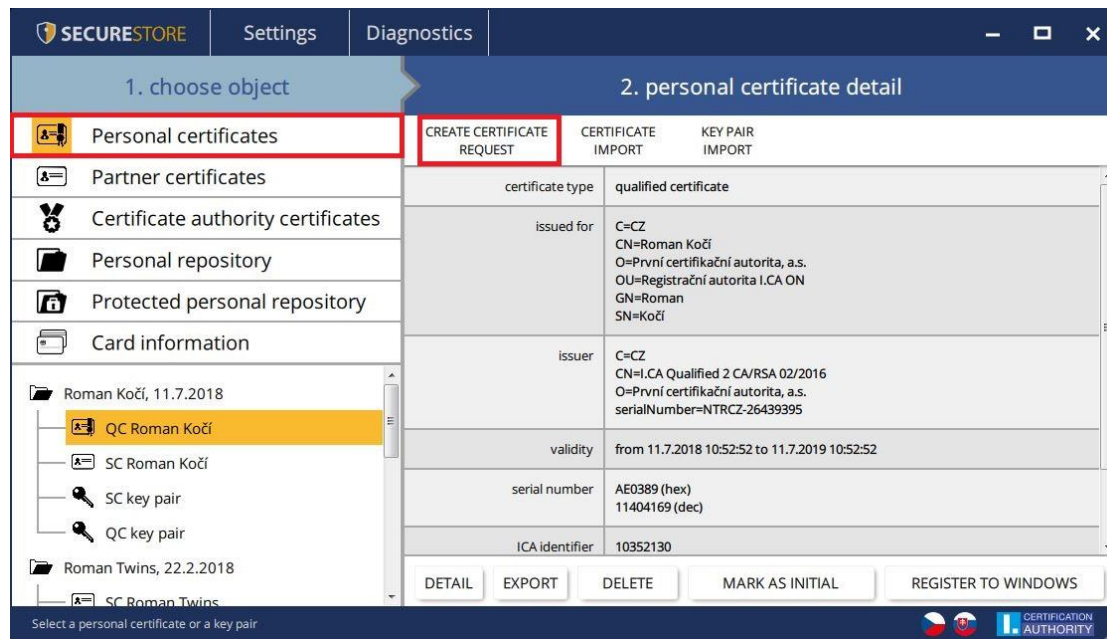 SECURESTORE
Settings
Diagnostics
1. choose object
2. personal certificate detail
Personal certificates
Partner certificates
Certificate authority certificates
Personal repository
Protected personal repository
Card information
Roman Kočí, 11.7.2018
QC Roman Kočí
SC Roman Kočí
SC key pair
QC key pair
Roman Twins, 22.2.2018
SC Roman Twins
CREATE CERTIFICATE
REQUEST
CERTIFICATE
IMPORT
KEY PAIR
IMPORT
certificate type
qualified certificate
issued for
C=CZ
CN=Roman Kočí
O=První certifikační autorita, a.s.
OU=Registrační autorita I.CA ON
GN=Roman
SN=Kočí
issuer
C=CZ
CN=I.CA Qualified 2 CA/RSA 02/2016
O=První certifikační autorita, a.s.
serialNumber=NTRCZ-26439395
validity
from 11.7.2018 10:52:52 to 11.7.2019 10:52:52
serial number
AE0389 (hex)
11404169 (dec)
ICA identifier
10352130
DETAIL
EXPORT
DELETE
MARK AS INITIAL
REGISTER TO WINDOWS
Select a personal certificate or a key pair
CERTIFICATION
AUTHORITY